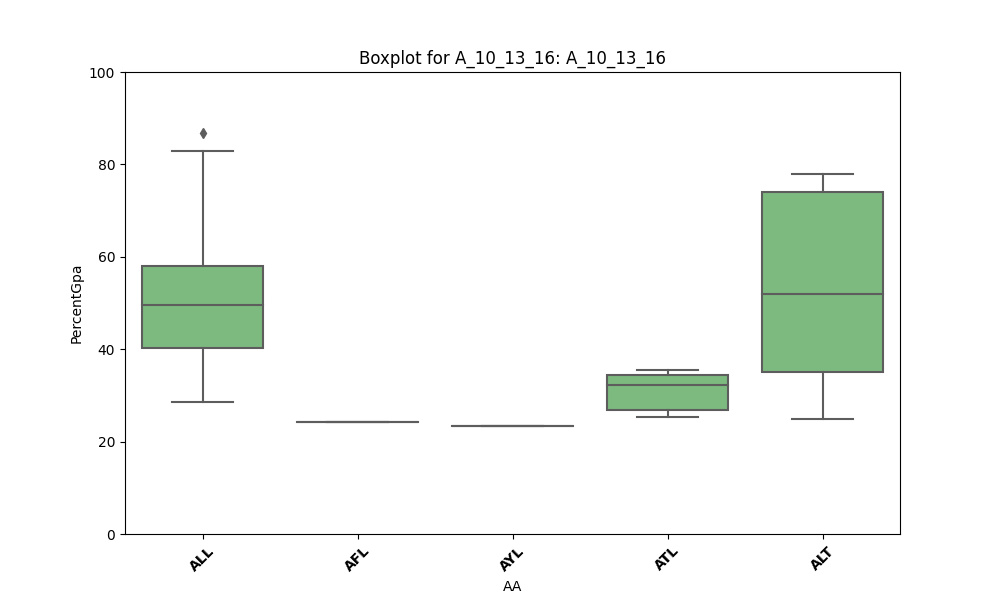 Boxplot for A_10_13_16: A_10_13_16
100
80
60
40
20
0
PercentGpa
ALL
AFL
AYL
ATL
ALT
AA